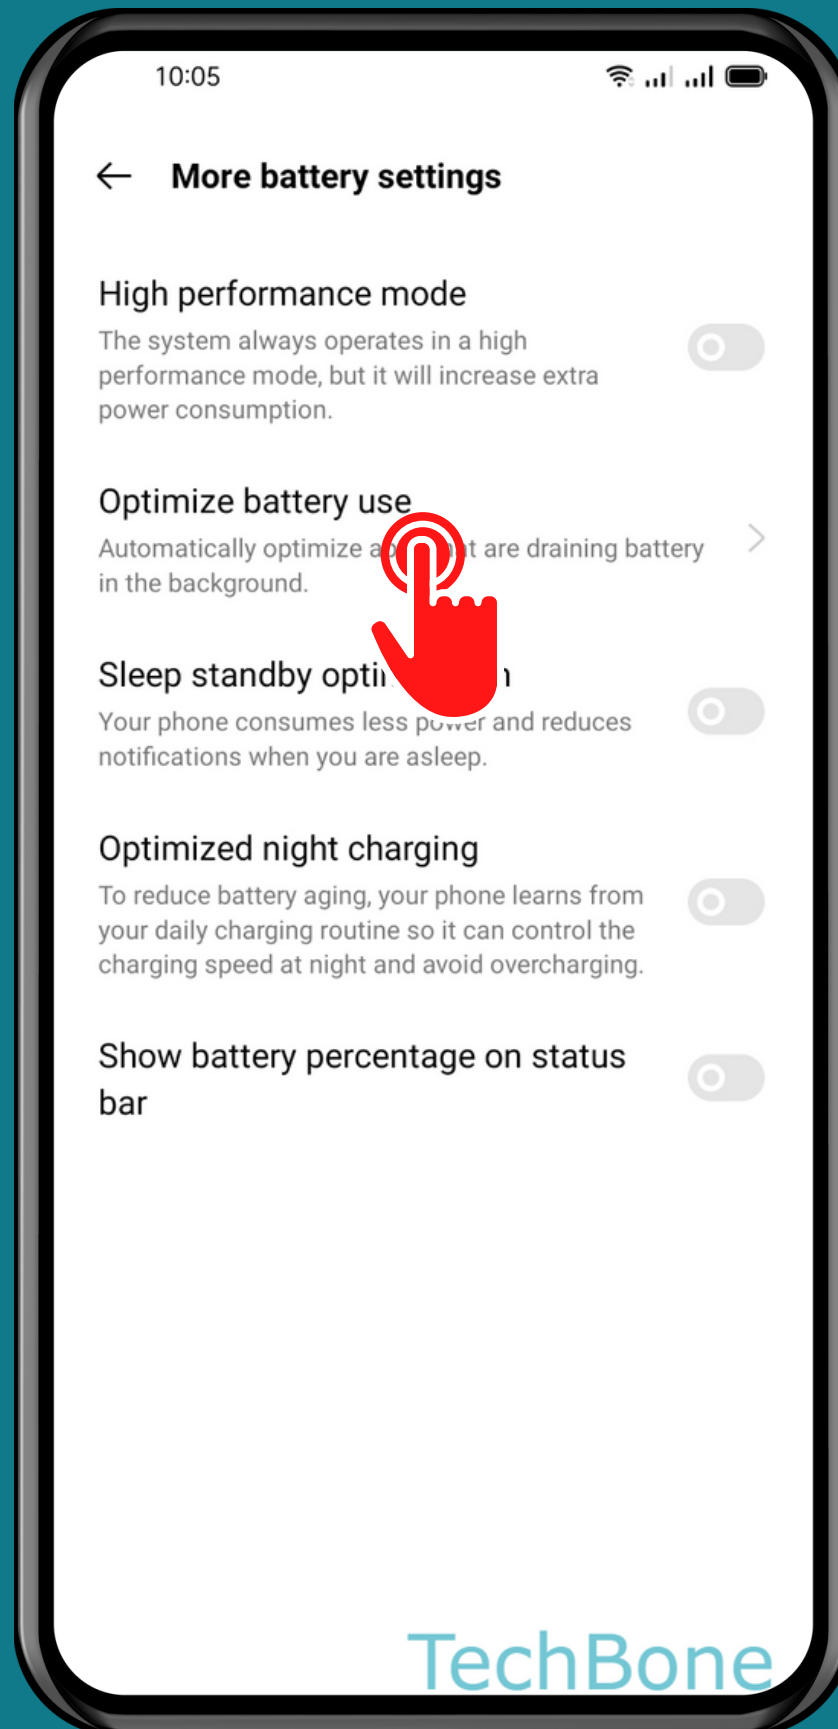 10:05
More battery settings
High performance mode
The system always operates in a high
performance mode, but it will increase extra
power consumption.
Optimize battery use
Automatically optimize are draining battery
in the background.
Sleep standby
Your phone consumes less power and reduces
notifications when you are asleep.
Optimized night charging
To reduce battery aging, your phone learns from
your daily charging routine so it can control the
charging speed at night and avoid overcharging.
Show battery percentage on status
bar
TechBone